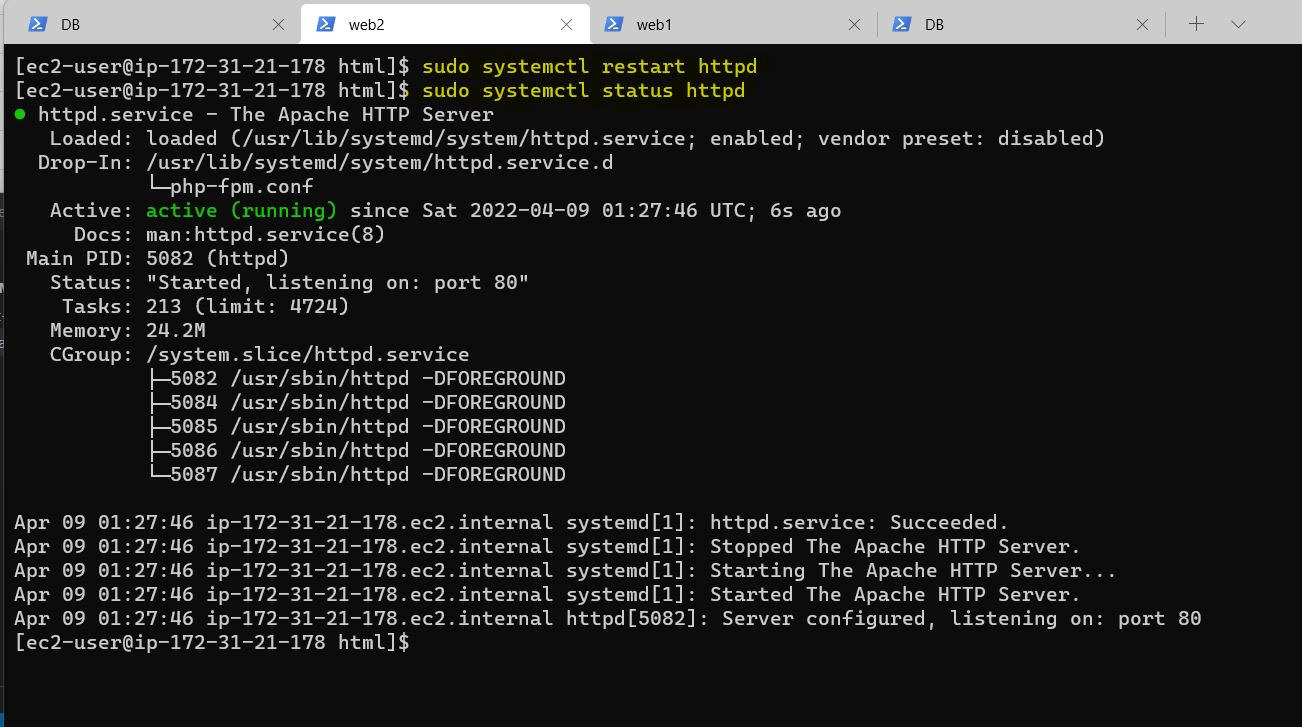 DB web2 web1 DB
[ec2-user@ip-172-31-21-178 html]$ sudo systemctl restart httpd
[ec2-user@ip-172-31-21-178 html]$ sudo systemctl status httpd
● httpd.service - The Apache HTTP Server
   Loaded: loaded (/usr/lib/systemd/system/httpd.service; enabled; vendor preset: disabled)
  Drop-In: /usr/lib/systemd/system/httpd.service.d
           └─php-fpm.conf
   Active: active (running) since Sat 2022-04-09 01:27:46 UTC; 6s ago
     Docs: man:httpd.service(8)
 Main PID: 5082 (httpd)
   Status: "Started, listening on: port 80"
    Tasks: 213 (limit: 4724)
   Memory: 24.2M
   CGroup: /system.slice/httpd.service
           ├─5082 /usr/sbin/httpd -DFOREGROUND
           ├─5084 /usr/sbin/httpd -DFOREGROUND
           ├─5085 /usr/sbin/httpd -DFOREGROUND
           ├─5086 /usr/sbin/httpd -DFOREGROUND
           └─5087 /usr/sbin/httpd -DFOREGROUND

Apr 09 01:27:46 ip-172-31-21-178.ec2.internal systemd[1]: httpd.service: Succeeded.
Apr 09 01:27:46 ip-172-31-21-178.ec2.internal systemd[1]: Stopped The Apache HTTP Server.
Apr 09 01:27:46 ip-172-31-21-178.ec2.internal systemd[1]: Starting The Apache HTTP Server...
Apr 09 01:27:46 ip-172-31-21-178.ec2.internal systemd[1]: Started The Apache HTTP Server.
Apr 09 01:27:46 ip-172-31-21-178.ec2.internal httpd[5082]: Server configured, listening on: port 80
[ec2-user@ip-172-31-21-178 html]$